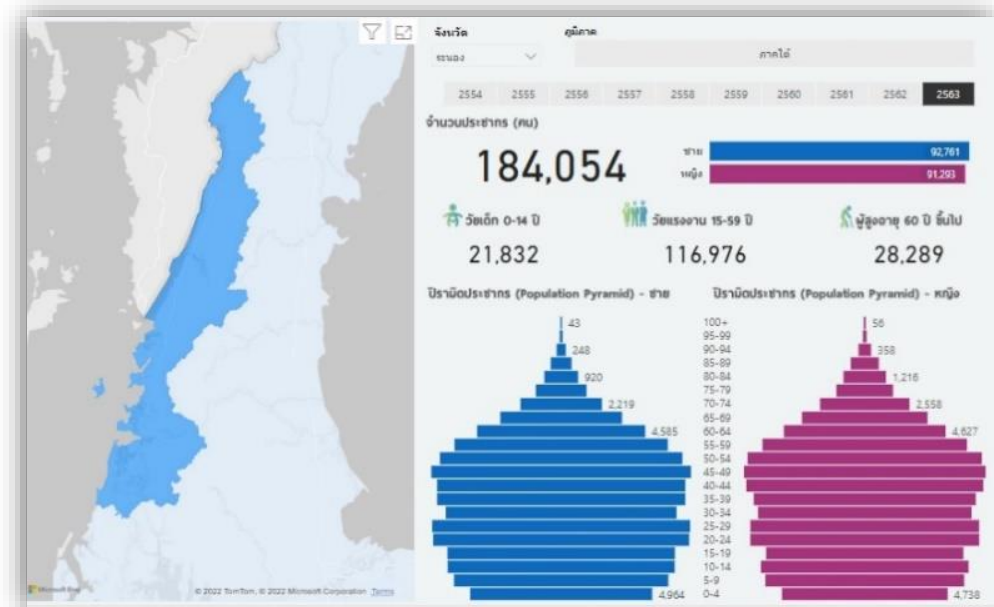 จังหวัด
ภูมิภาค
ระนอง
ภาคใต้
2554 2555 2556 2557 2558 2559 2560 2561 2562 2563
จำนวนประชากร (คน)
184,054
ชาย 92,761
หญิง 91,293
วัยเด็ก 0-14 ปี
วัยแรงงาน 15-59 ปี
ผู้สูงอายุ 60 ปี ขึ้นไป
21,832
116,976
28,289
ปิรามิดประชากร (Population Pyramid) - ชาย
ปิรามิดประชากร (Population Pyramid) - หญิง
43 100+ 56
95-99
248 90-94 358
85-89
920 80-84 1,216
75-79
2,219 70-74 2,558
65-69
4,585 60-64 4,627
55-59
50-54
45-49
40-44
35-39
30-34
25-29
20-24
15-19
10-14
5-9
4,964 0-4 4,738
Microsoft Bing
© 2022 TomTom, © 2022 Microsoft Corporation Terms